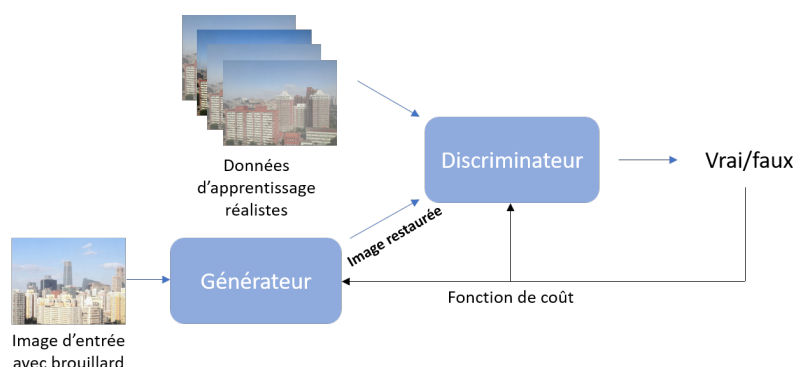 Données
d’apprentissage
réalistes
Discriminateur
Vrai/faux
Image restaurée
Générateur
Fonction de coût
Image d’entrée
avec brouillard